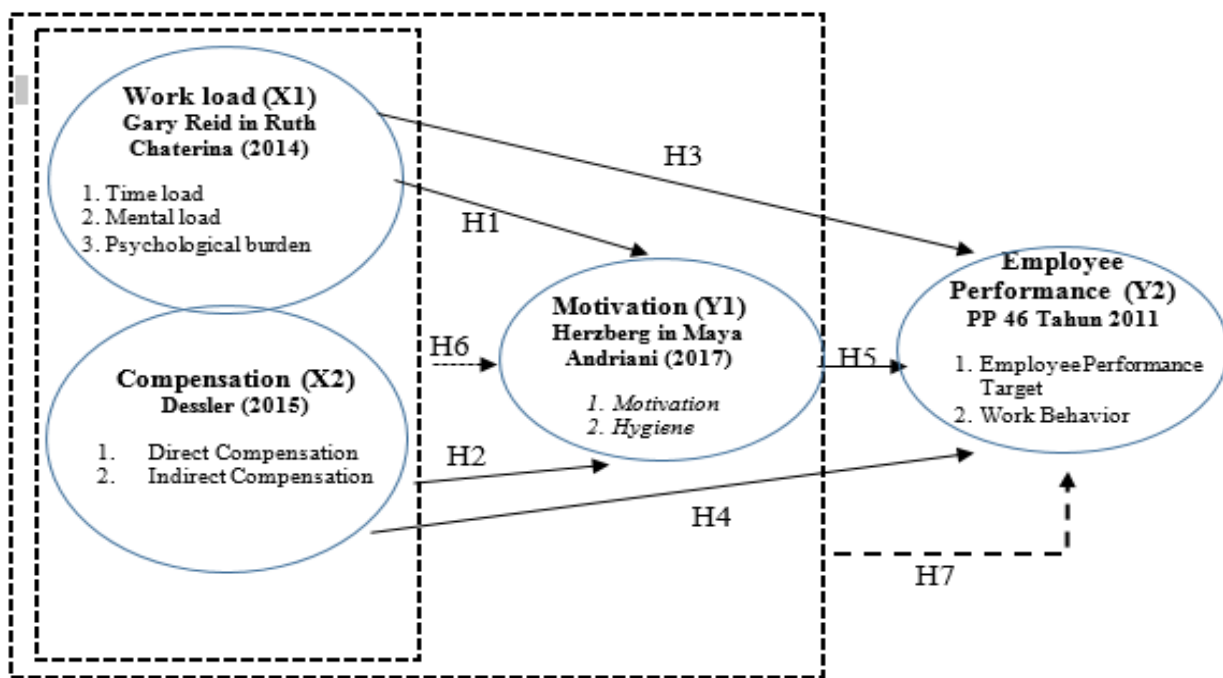 Work load (X1)
Gary Reid in Ruth
Chaterina (2014)
1. Time load
2. Mental load
3. Psychological burden
Compensation (X2)
Dessler (2015)
1. Direct Compensation
2. Indirect Compensation
H3
H1
H6
H2
H4
Motivation (Y1)
Herzberg in Maya
Andriani (2017)
1. Motivation
2. Hygiene
H5
Employee
Performance (Y2)
PP 46 Tahun 2011
1. Employee Performance
Target
2. Work Behavior
H7